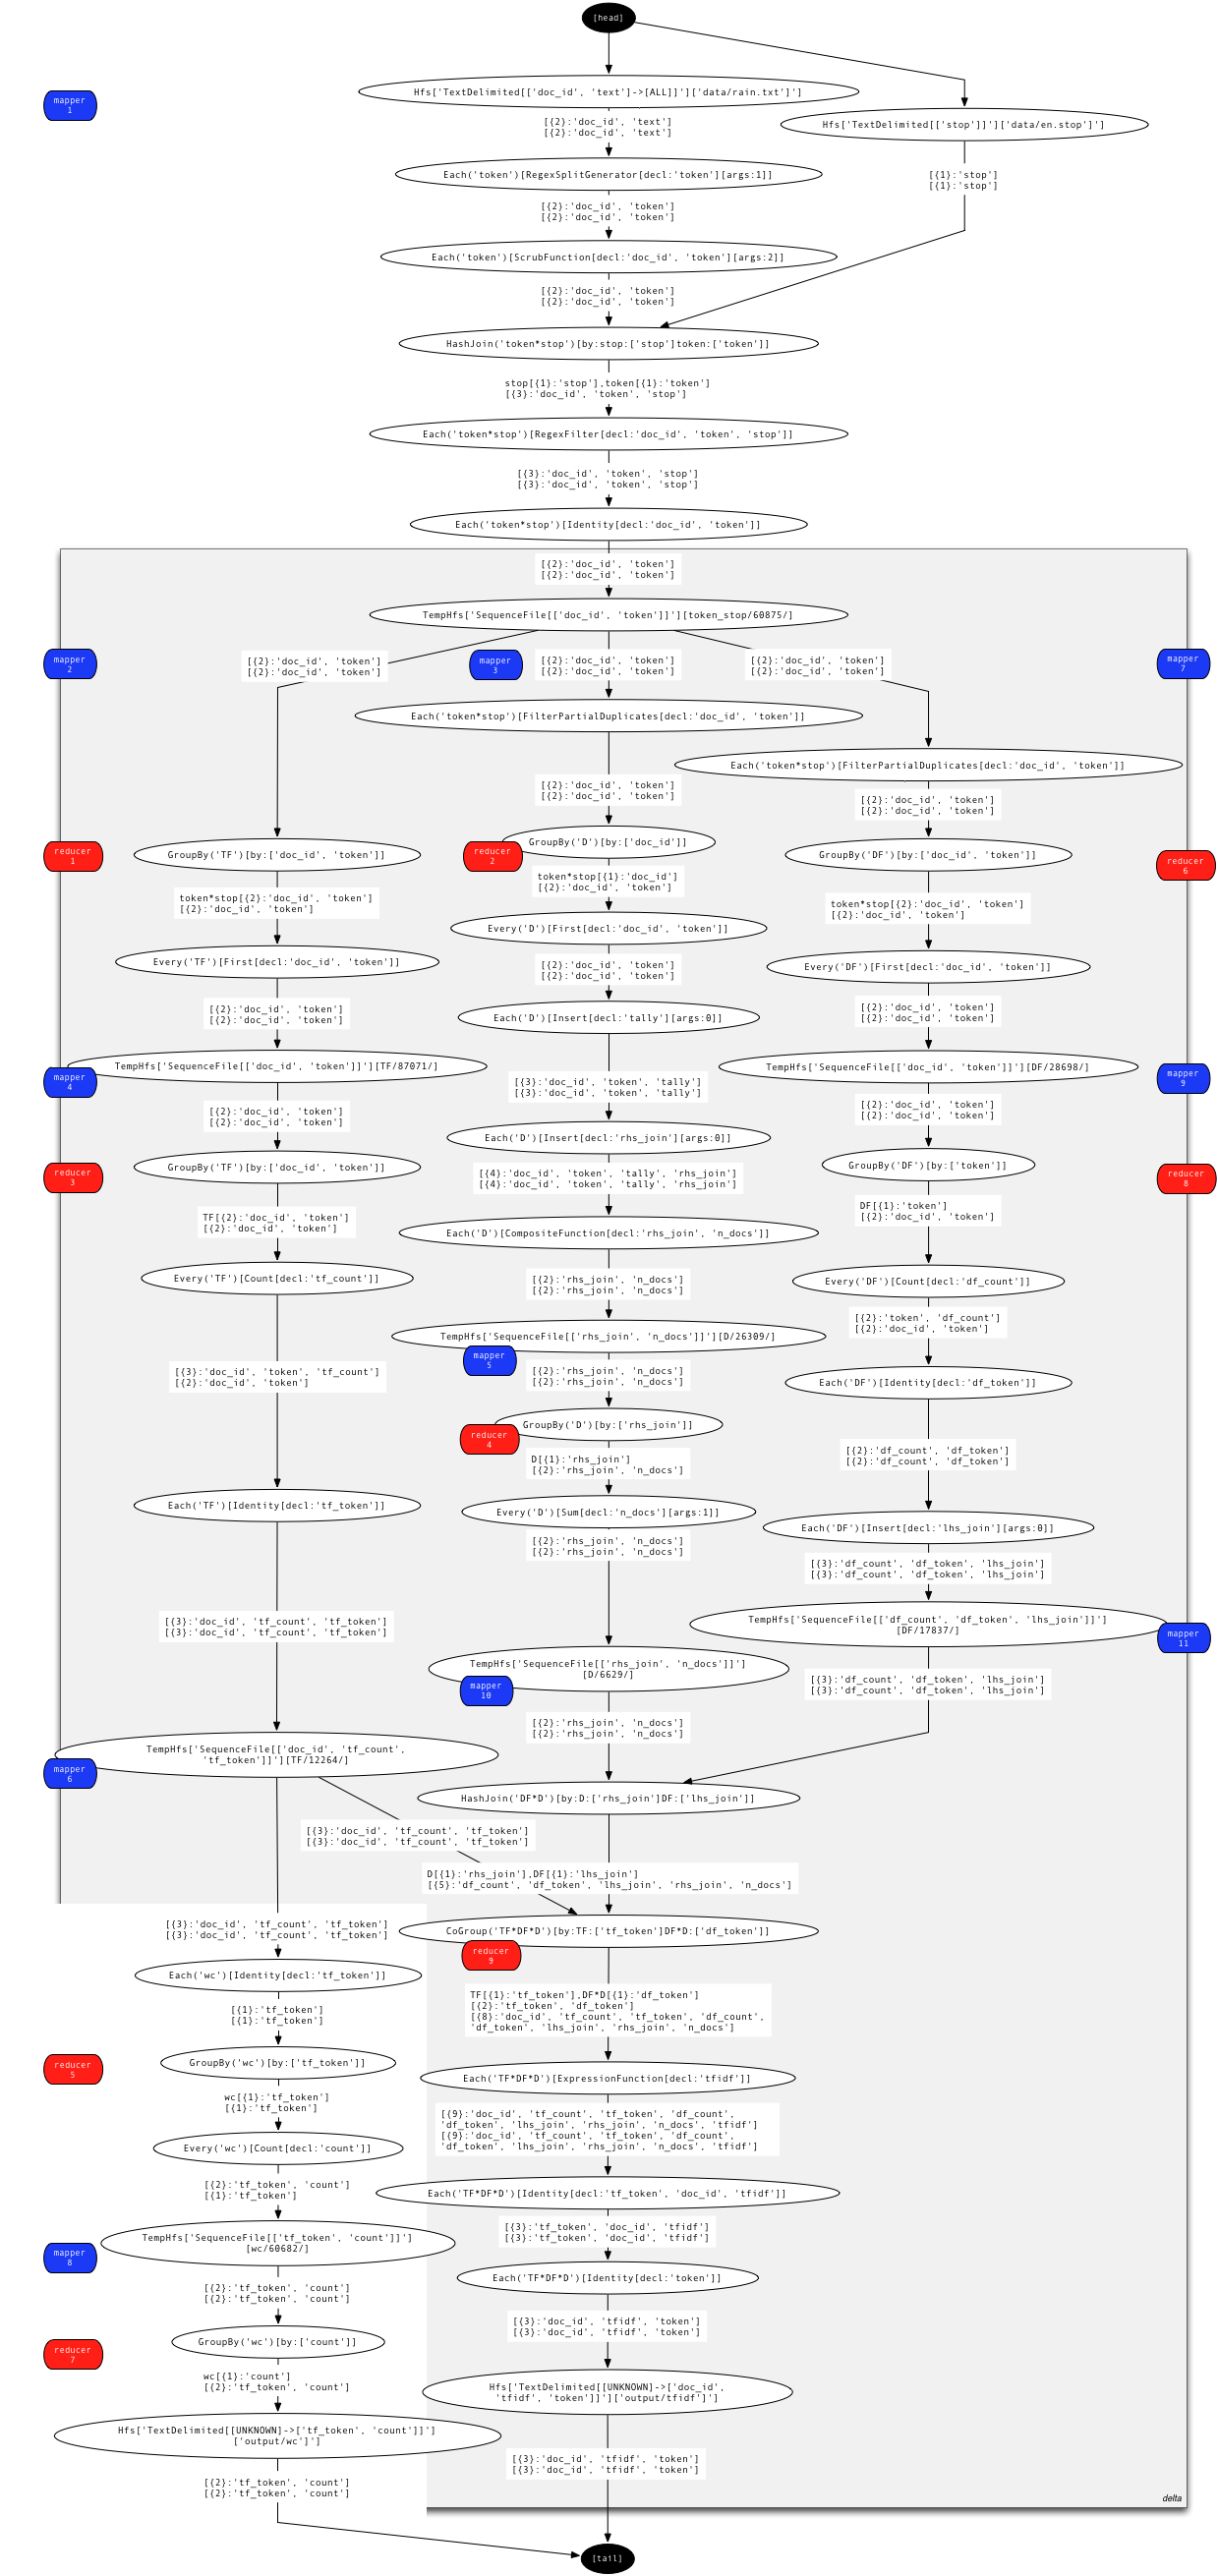 [head]
Hfs['TextDelimited[['doc_id', 'text']->[ALL]]']['data/rain.txt']']
mapper
1
Hfs['TextDelimited[['stop']]']['data/en.stop']']
[{2}:'doc_id', 'text']
[{2}:'doc_id', 'text']
Each('token')[RegexSplitGenerator[decl:'token'][args:1]]
[{1}:'stop']
[{1}:'stop']
[{2}:'doc_id', 'token']
[{2}:'doc_id', 'token']
Each('token')[ScrubFunction[decl:'doc_id', 'token'][args:2]]
[{2}:'doc_id', 'token']
[{2}:'doc_id', 'token']
HashJoin('token*stop')[by:stop:['stop']token:['token']]
stop[{1}:'stop'],token[{1}:'token']
[{3}:'doc_id', 'token', 'stop']
Each('token*stop')[RegexFilter[decl:'doc_id', 'token', 'stop']]
[{3}:'doc_id', 'token', 'stop']
[{3}:'doc_id', 'token', 'stop']
Each('token*stop')[Identity[decl:'doc_id', 'token']]
[{2}:'doc_id', 'token']
[{2}:'doc_id', 'token']
TempHfs['SequenceFile[['doc_id', 'token']]'][token_stop/60875/]
mapper
2
[{2}:'doc_id', 'token']
[{2}:'doc_id', 'token']
mapper
3
[{2}:'doc_id', 'token']
[{2}:'doc_id', 'token']
[{2}:'doc_id', 'token']
[{2}:'doc_id', 'token']
mapper
7
Each('token*stop')[FilterPartialDuplicates[decl:'doc_id', 'token']]
Each('token*stop')[FilterPartialDuplicates[decl:'doc_id', 'token']]
[{2}:'doc_id', 'token']
[{2}:'doc_id', 'token']
[{2}:'doc_id', 'token']
[{2}:'doc_id', 'token']
reducer
1
GroupBy('TF')[by:['doc_id', 'token']]
reducer
2
GroupBy('D')[by:['doc_id']]
GroupBy('DF')[by:['doc_id', 'token']]
reducer
6
token*stop[{2}:'doc_id', 'token']
[{2}:'doc_id', 'token']
token*stop[{1}:'doc_id']
[{2}:'doc_id', 'token']
token*stop[{2}:'doc_id', 'token']
[{2}:'doc_id', 'token']
Every('TF')[First[decl:'doc_id', 'token']]
Every('D')[First[decl:'doc_id', 'token']]
Every('DF')[First[decl:'doc_id', 'token']]
[{2}:'doc_id', 'token']
[{2}:'doc_id', 'token']
[{2}:'doc_id', 'token']
[{2}:'doc_id', 'token']
[{2}:'doc_id', 'token']
[{2}:'doc_id', 'token']
Each('D')[Insert[decl:'tally'][args:0]]
TempHfs['SequenceFile[['doc_id', 'token']]'][TF/87071/]
mapper
4
TempHfs['SequenceFile[['doc_id', 'token']]'][DF/28698/]
mapper
9
[{3}:'doc_id', 'token', 'tally']
[{3}:'doc_id', 'token', 'tally']
[{2}:'doc_id', 'token']
[{2}:'doc_id', 'token']
[{2}:'doc_id', 'token']
[{2}:'doc_id', 'token']
Each('D')[Insert[decl:'rhs_join'][args:0]]
GroupBy('TF')[by:['doc_id', 'token']]
reducer
3
[{4}:'doc_id', 'token', 'tally', 'rhs_join']
[{4}:'doc_id', 'token', 'tally', 'rhs_join']
GroupBy('DF')[by:['token']]
reducer
8
TF[{2}:'doc_id', 'token']
[{2}:'doc_id', 'token']
DF[{1}:'token']
[{2}:'doc_id', 'token']
Each('D')[CompositeFunction[decl:'rhs_join', 'n_docs']]
Every('TF')[Count[decl:'tf_count']]
[{2}:'rhs_join', 'n_docs']
[{2}:'rhs_join', 'n_docs']
Every('DF')[Count[decl:'df_count']]
[{2}:'token', 'df_count']
[{2}:'doc_id', 'token']
TempHfs['SequenceFile[['rhs_join', 'n_docs']]'][D/26309/]
mapper
5
[{3}:'doc_id', 'token', 'tf_count']
[{2}:'doc_id', 'token']
[{2}:'rhs_join', 'n_docs']
[{2}:'rhs_join', 'n_docs']
Each('DF')[Identity[decl:'df_token']]
GroupBy('D')[by:['rhs_join']]
reducer
4
D[{1}:'rhs_join']
[{2}:'rhs_join', 'n_docs']
[{2}:'df_count', 'df_token']
[{2}:'df_count', 'df_token']
Each('TF')[Identity[decl:'tf_token']]
Every('D')[Sum[decl:'n_docs'][args:1]]
Each('DF')[Insert[decl:'lhs_join'][args:0]]
[{2}:'rhs_join', 'n_docs']
[{2}:'rhs_join', 'n_docs']
[{3}:'df_count', 'df_token', 'lhs_join']
[{3}:'df_count', 'df_token', 'lhs_join']
[{3}:'doc_id', 'tf_count', 'tf_token']
[{3}:'doc_id', 'tf_count', 'tf_token']
TempHfs['SequenceFile[['df_count', 'df_token', 'lhs_join']]']
[DF/17837/]
mapper
11
TempHfs['SequenceFile[['rhs_join', 'n_docs']]']
[D/6629/]
mapper
10
[{3}:'df_count', 'df_token', 'lhs_join']
[{3}:'df_count', 'df_token', 'lhs_join']
[{2}:'rhs_join', 'n_docs']
[{2}:'rhs_join', 'n_docs']
TempHfs['SequenceFile[['doc_id', 'tf_count',
'tf_token']]'][TF/12264/]
mapper
6
HashJoin('DF*D')[by:D:['rhs_join']DF:['lhs_join']]
[{3}:'doc_id', 'tf_count', 'tf_token']
[{3}:'doc_id', 'tf_count', 'tf_token']
D[{1}:'rhs_join'],DF[{1}:'lhs_join']
[{5}:'df_count', 'df_token', 'lhs_join', 'rhs_join', 'n_docs']
[{3}:'doc_id', 'tf_count', 'tf_token']
[{3}:'doc_id', 'tf_count', 'tf_token']
CoGroup('TF*DF*D')[by:TF:['tf_token']DF*D:['df_token']]
reducer
9
Each('wc')[Identity[decl:'tf_token']]
TF[{1}:'tf_token'],DF*D[{1}:'df_token']
[{2}:'tf_token', 'df_token']
[{8}:'doc_id', 'tf_count', 'tf_token', 'df_count',
'df_token', 'lhs_join', 'rhs_join', 'n_docs']
[{1}:'tf_token']
[{1}:'tf_token']
reducer
5
GroupBy('wc')[by:['tf_token']]
Each('TF*DF*D')[ExpressionFunction[decl:'tfidf']]
wc[{1}:'tf_token']
[{1}:'tf_token']
[{9}:'doc_id', 'tf_count', 'tf_token', 'df_count',
'df_token', 'lhs_join', 'rhs_join', 'n_docs', 'tfidf']
[{9}:'doc_id', 'tf_count', 'tf_token', 'df_count',
'df_token', 'lhs_join', 'rhs_join', 'n_docs', 'tfidf']
Every('wc')[Count[decl:'count']]
[{2}:'tf_token', 'count']
[{1}:'tf_token']
Each('TF*DF*D')[Identity[decl:'tf_token', 'doc_id', 'tfidf']]
TempHfs['SequenceFile[['tf_token', 'count']]']
[wc/60682/]
mapper
8
[{3}:'tf_token', 'doc_id', 'tfidf']
[{3}:'tf_token', 'doc_id', 'tfidf']
Each('TF*DF*D')[Identity[decl:'token']]
[{2}:'tf_token', 'count']
[{2}:'tf_token', 'count']
[{3}:'doc_id', 'tfidf', 'token']
[{3}:'doc_id', 'tfidf', 'token']
GroupBy('wc')[by:['count']]
reducer
7
wc[{1}:'count']
[{2}:'tf_token', 'count']
Hfs['TextDelimited[[UNKNOWN]->['doc_id',
'tfidf', 'token']]']['output/tfidf']']
Hfs['TextDelimited[[UNKNOWN]->['tf_token', 'count']]']
['output/wc']']
[{3}:'doc_id', 'tfidf', 'token']
[{3}:'doc_id', 'tfidf', 'token']
[{2}:'tf_token', 'count']
[{2}:'tf_token', 'count']
delta
[tail]